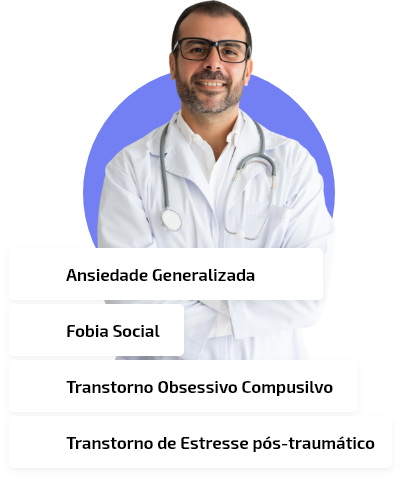 Ansiedade Generalizada
Fobia Social
Transtorno Obsessivo Compusilvo
Transtorno de Estresse pós-traumático